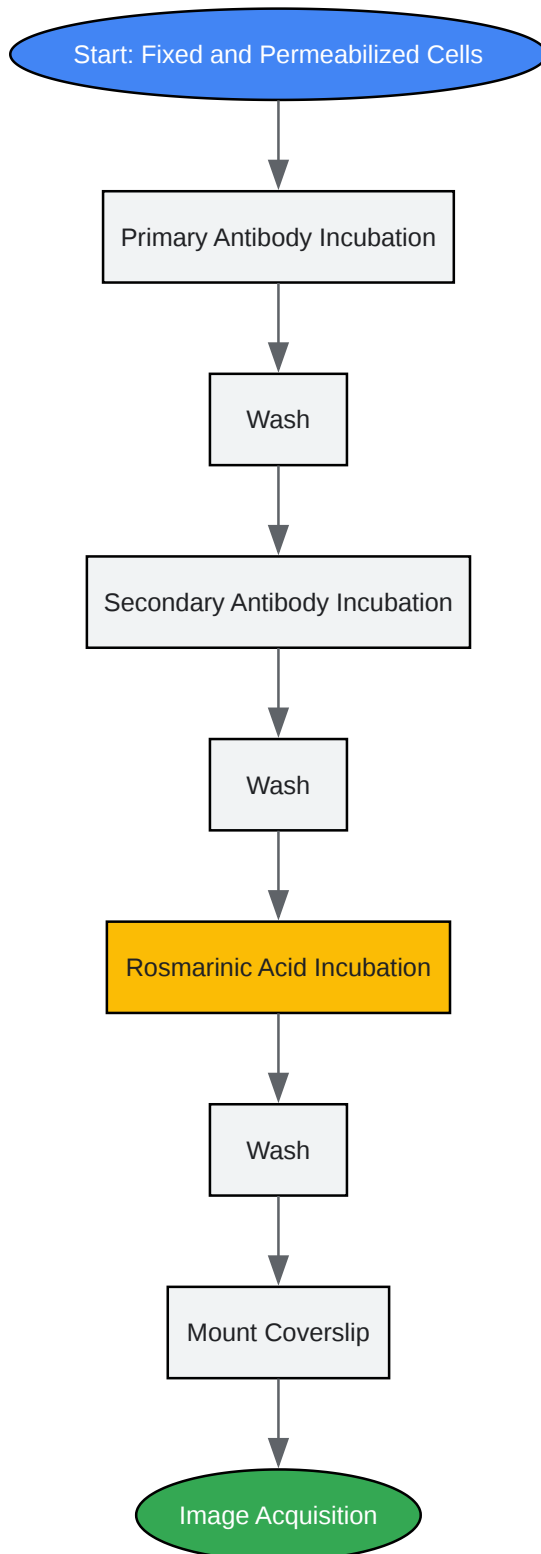 Start: Fixed and Permeabilized Cells
Primary Antibody Incubation
Wash
Secondary Antibody Incubation
Wash
Rosmarinic Acid Incubation
Wash
Mount Coverslip
Image Acquisition